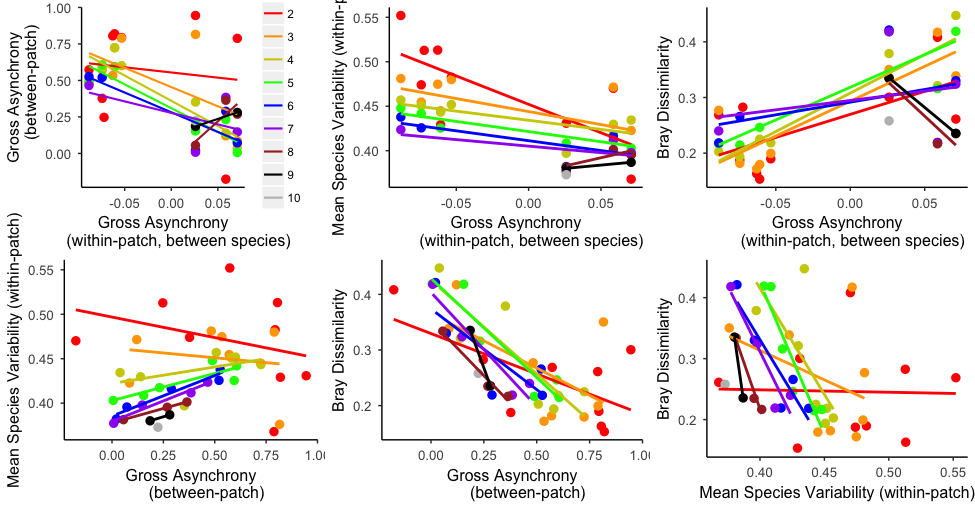 Gross Asynchrony
(between-patch)
1.00
0.75
0.50
0.25
0.00
-0.05 0.00 0.05
Gross Asynchrony
(within-patch, between species)
2
3
4
5
6
7
8
9
10
Mean Species Variability (within-p
0.55
0.50
0.45
0.40
-0.05 0.00 0.05
Gross Asynchrony
(within-patch, between species)
Bray Dissimilarity
0.4
0.3
0.2
-0.05 0.00 0.05
Gross Asynchrony
(within-patch, between species)
Mean Species Variability (within-patch)
0.55
0.50
0.45
0.40
0.00 0.25 0.50 0.75 1.0
Gross Asynchrony
(between-patch)
Bray Dissimilarity
0.4
0.3
0.2
0.00 0.25 0.50 0.75 1.0
Gross Asynchrony
(between-patch)
Bray Dissimilarity
0.4
0.3
0.2
0.40 0.45 0.50 0.55
Mean Species Variability (within-patch)